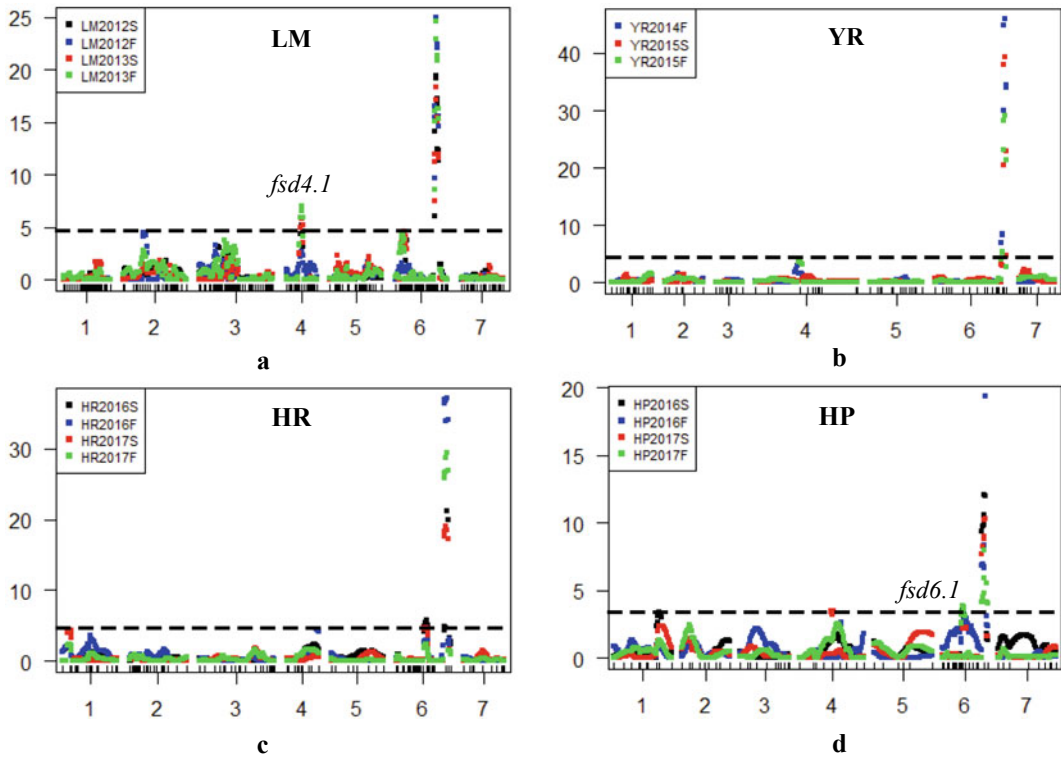 LM
LM2012S
LM2012F
LM2013S
LM2013F
fsd4.1
25
20
15
10
5
0
1 2 3 4 5 6 7
a
YR
YR2014F
YR2015S
YR2015F
40
30
20
10
0
1 2 3 4 5 6 7
b
HR
HR2016S
HR2016F
HR2017S
HR2017F
30
20
10
0
1 2 3 4 5 6 7
c
HP
HP2016S
HP2016F
HP2017S
HP2017F
fsd6.1
20
15
10
5
0
1 2 3 4 5 6 7
d